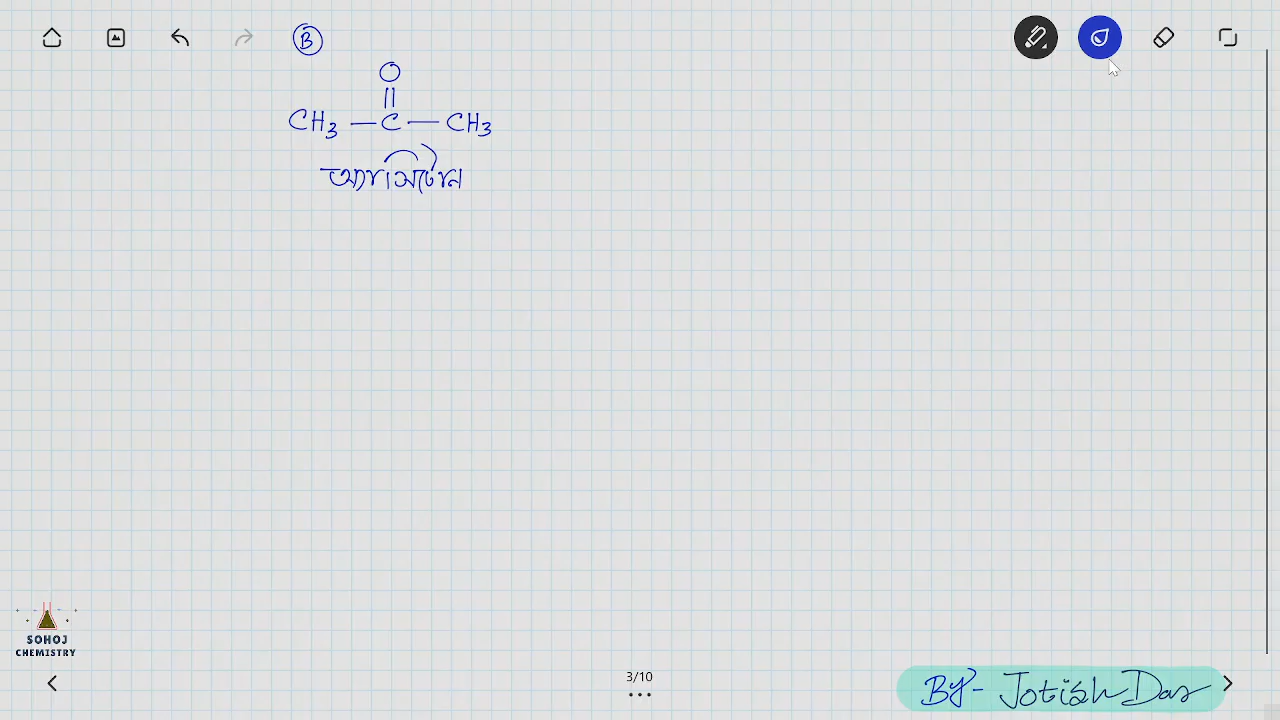 B
O
||
CH3 — C — CH3
অ্যাসিটোন
SOHOJ
CHEMISTRY
3/10
By - Jotish Das